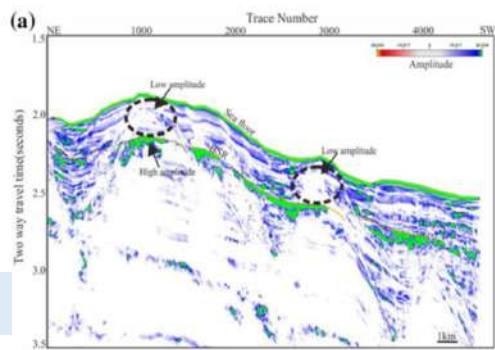 (a)
Trace Number
NE 1000 2000 3000 4000 SW
1.5
2.0
2.5
3.0
3.5
Two way travel time(seconds)
Amplitude
Low amplitude
Sea floor
Low amplitude
BSR
High amplitude
1km